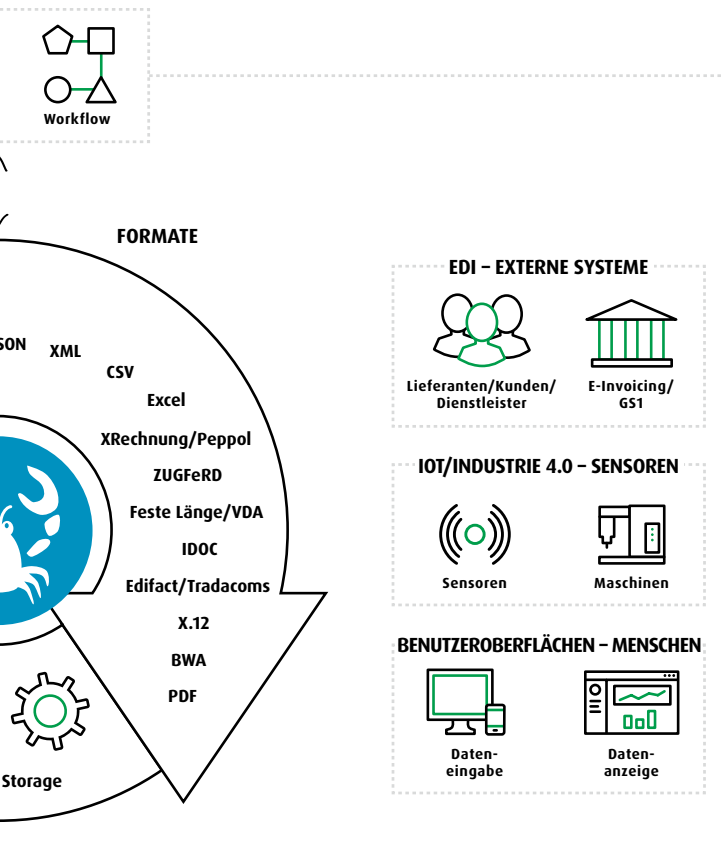 Workflow
FORMATE
SON
XML
CSV
Excel
XRechnung/Peppol
ZUGFeRD
Feste Länge/VDA
IDOC
Edifact/Tradacoms
X.12
BWA
PDF
Storage
EDI – EXTERNE SYSTEME
Lieferanten/Kunden/
Dienstleister
E-Invoicing/
GS1
IOT/INDUSTRIE 4.0 – SENSOREN
Sensoren
Maschinen
BENUTZEROBERFLÄCHEN – MENSCHEN
Daten-
eingabe
Daten-
anzeige